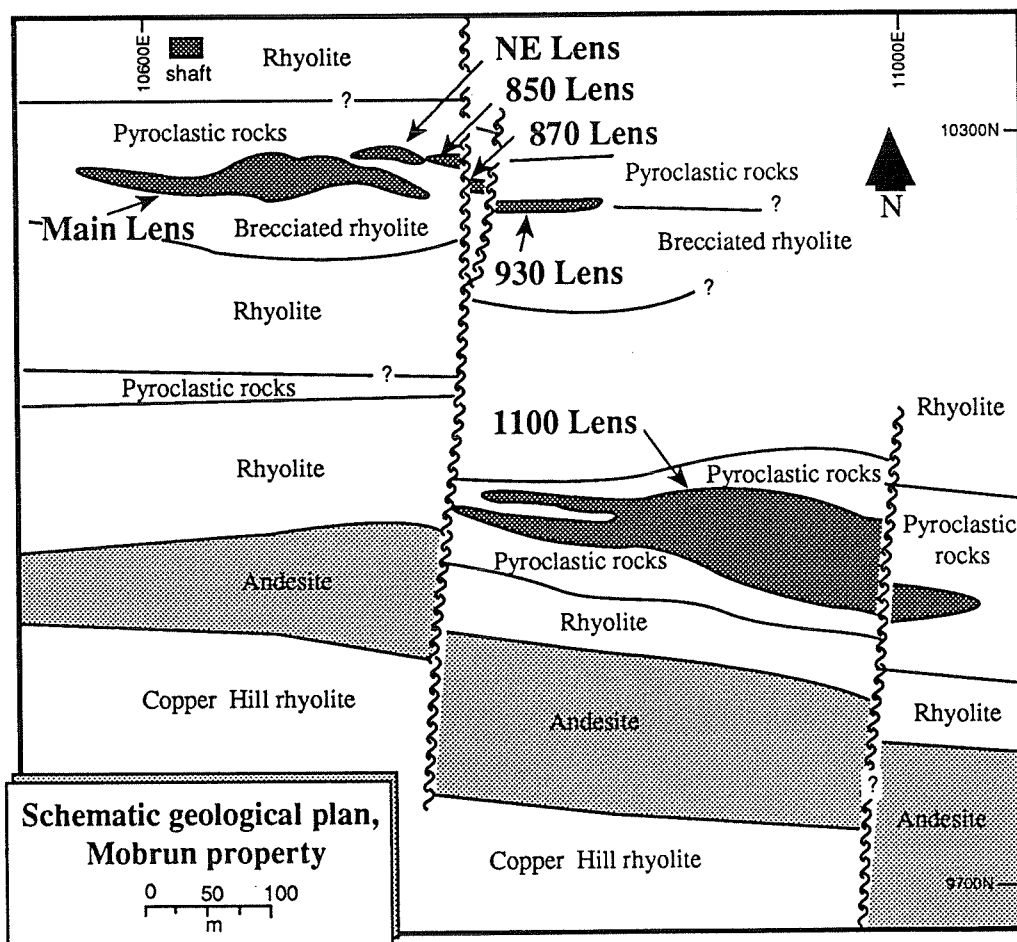 10600E
shaft
Rhyolite
NE Lens
11000E
850 Lens
?
Pyroclastic rocks
870 Lens
10300N
Pyroclastic rocks
N
Main Lens
Brecciated rhyolite
?
Brecciated rhyolite
930 Lens
?
Rhyolite
?
Pyroclastic rocks
Rhyolite
1100 Lens
Rhyolite
Pyroclastic rocks
Pyroclastic
rocks
Pyroclastic rocks
Andesite
Rhyolite
Copper Hill rhyolite
Rhyolite
Andesite
?
Schematic geological plan,
Mobrun property
0 50 100
m
Andesite
Copper Hill rhyolite
9700N